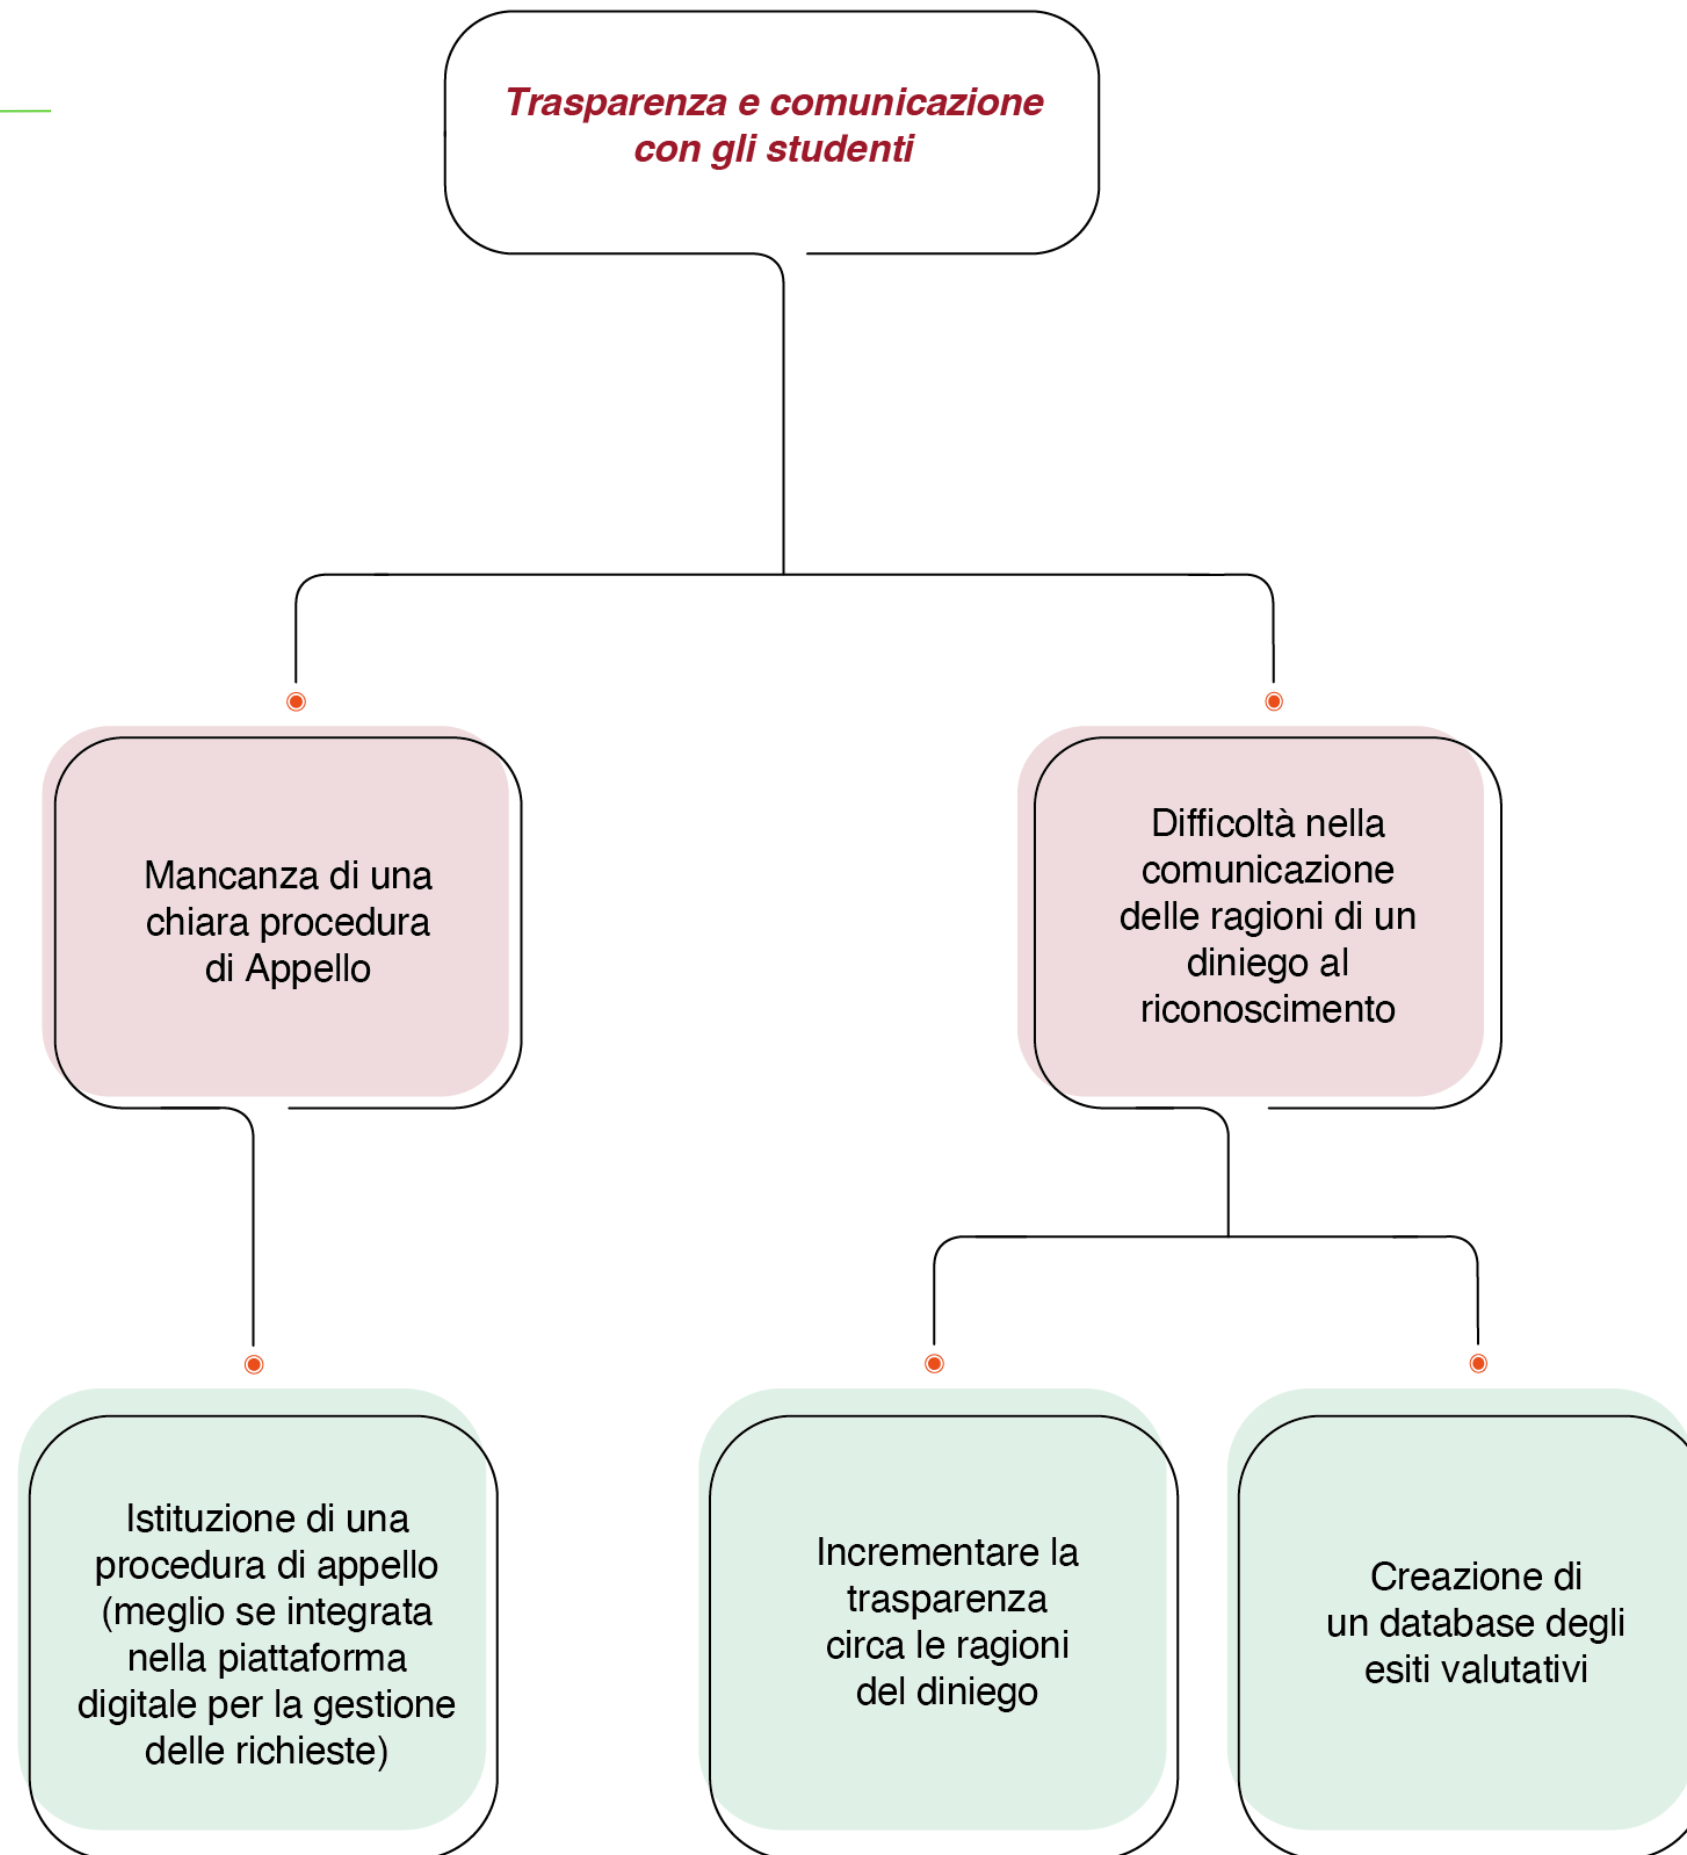 Trasparenza e comunicazione
con gli studenti
Mancanza di una
chiara procedura
di Appello
Difficoltà nella
comunicazione
delle ragioni di un
diniego al
riconoscimento
Istituzione di una
procedura di appello
(meglio se integrata
nella piattaforma
digitale per la gestione
delle richieste)
Incrementare la
trasparenza
circa le ragioni
del diniego
Creazione di
un database degli
esiti valutativi